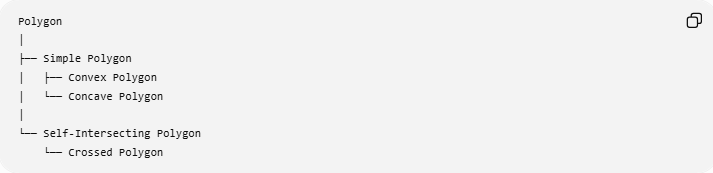 Polygon
│
├── Simple Polygon
│   ├── Convex Polygon
│   └── Concave Polygon
│
└── Self-Intersecting Polygon
    └── Crossed Polygon